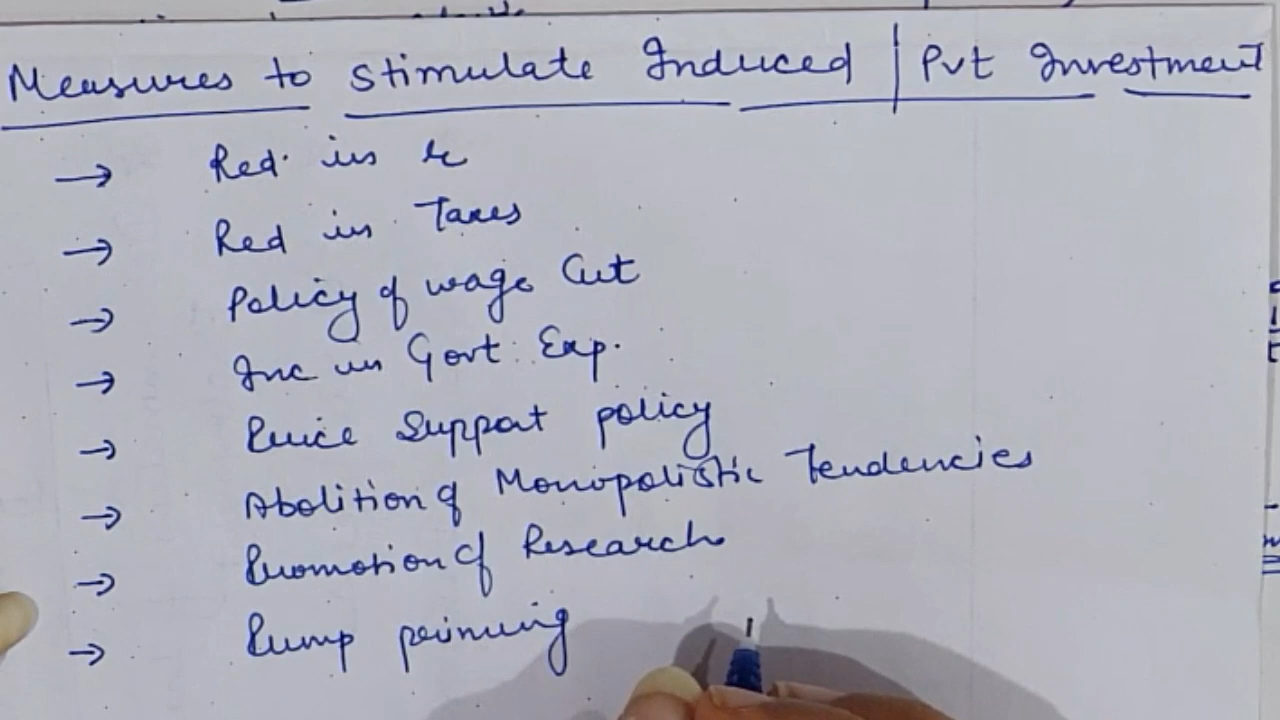 Measures to Stimulate Induced | Pvt Investment
→ Red. in r
→ Red in Taxes
→ Policy of wage Cut
→ Inc in Govt. Exp.
→ Price Support policy
→ Abolition of Monopolistic Tendencies
→ Promotion of Research
→ Pump priming